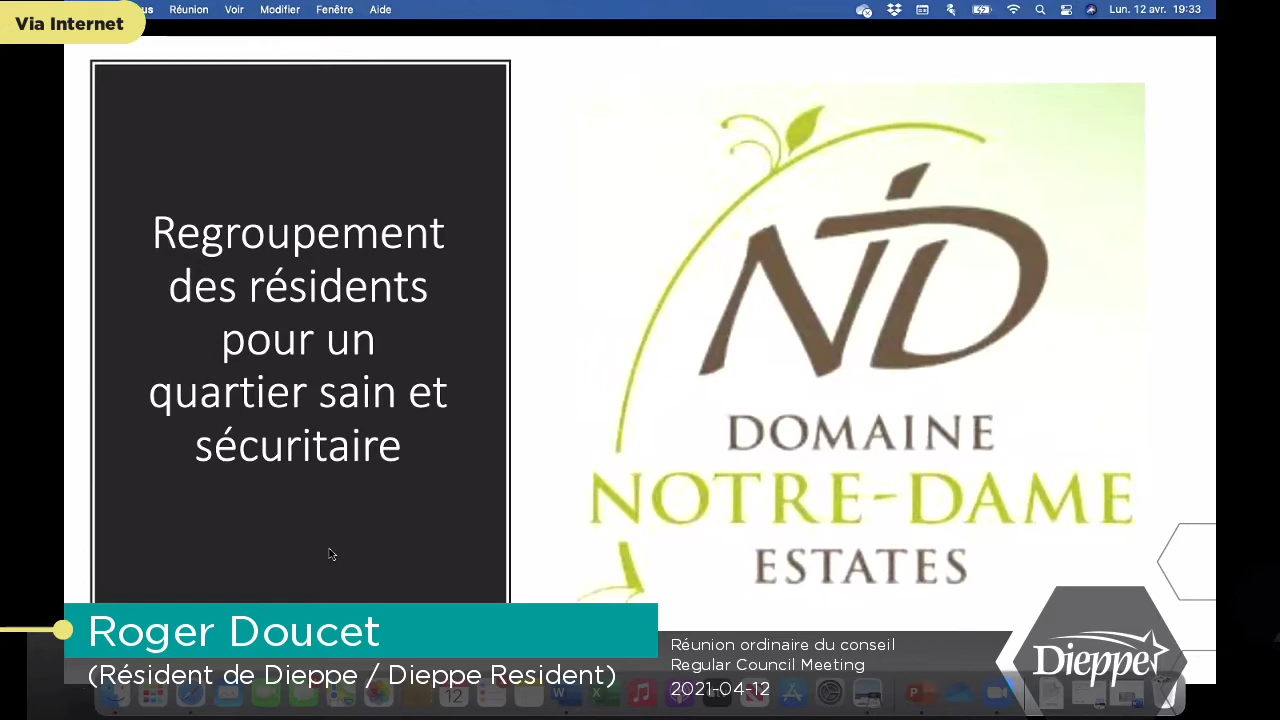 Via Internet
us Réunion Voir Modifier Fenêtre Aide
Lun. 12 avr. 19:33
Regroupement
des résidents
pour un
quartier sain et
sécuritaire
ND
DOMAINE
NOTRE-DAME
ESTATES
Roger Doucet
(Résident de Dieppe / Dieppe Resident)
Réunion ordinaire du conseil
Regular Council Meeting
2021-04-12
Dieppe
12